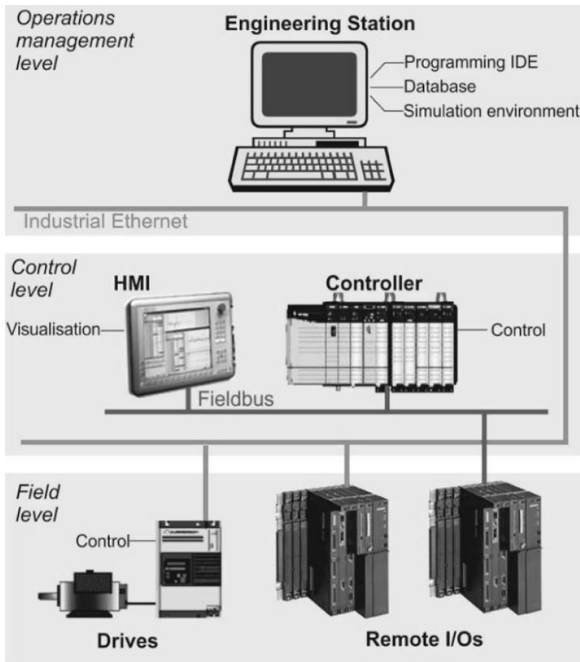 Operations
management
level
Engineering Station
Programming IDE
Database
Simulation environment
Industrial Ethernet
Control
level
HMI
Controller
Visualisation
Control
Fieldbus
Field
level
Control
Drives
Remote I/Os